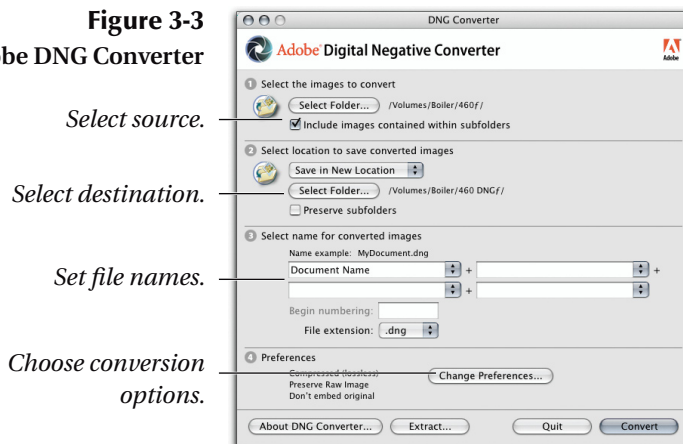 Figure 3-3
be DNG Converter
DNG Converter
Adobe Digital Negative Converter
Adobe
1 Select the images to convert
Select Folder... /Volumes/Boiler/460ƒ/
Include images contained within subfolders
Select source.
2 Select location to save converted images
Save in New Location
Select Folder... /Volumes/Boiler/460 DNGƒ/
Preserve subfolders
Select destination.
3 Select name for converted images
Name example: MyDocument.dng
Document Name + +
+
Set file names.
Begin numbering:
File extension: .dng
4 Preferences
Compressed (lossless)
Preserve Raw Image
Don't embed original
Change Preferences...
Choose conversion
options.
About DNG Converter... Extract... Quit Convert